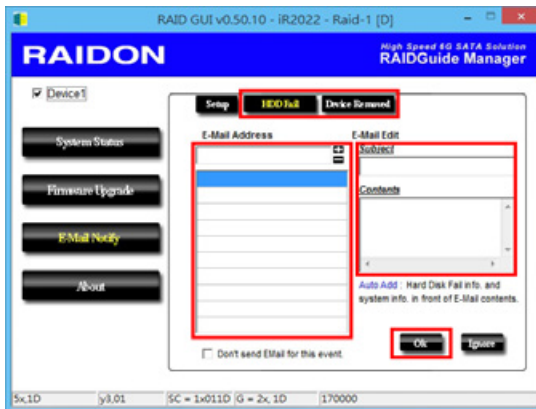 RAID GUI v0.50.10 - iR2022 - Raid-1 [D]
RAIDON
High Speed 6G SATA Solution
RAIDGuide Manager
Device1
Setup HDD Fail Device Removed
E-Mail Address
E-Mail Edit
Subject
System Status
Contents
Firmware Upgrade
E-Mail Notify
About
Auto Add : Hard Disk Fail info. and
system info. in front of E-Mail contents.
Ok Ignore
Don't send EMail for this event.
5x,1D y3,01 SC = 1x011D G = 2x, 1D 170000